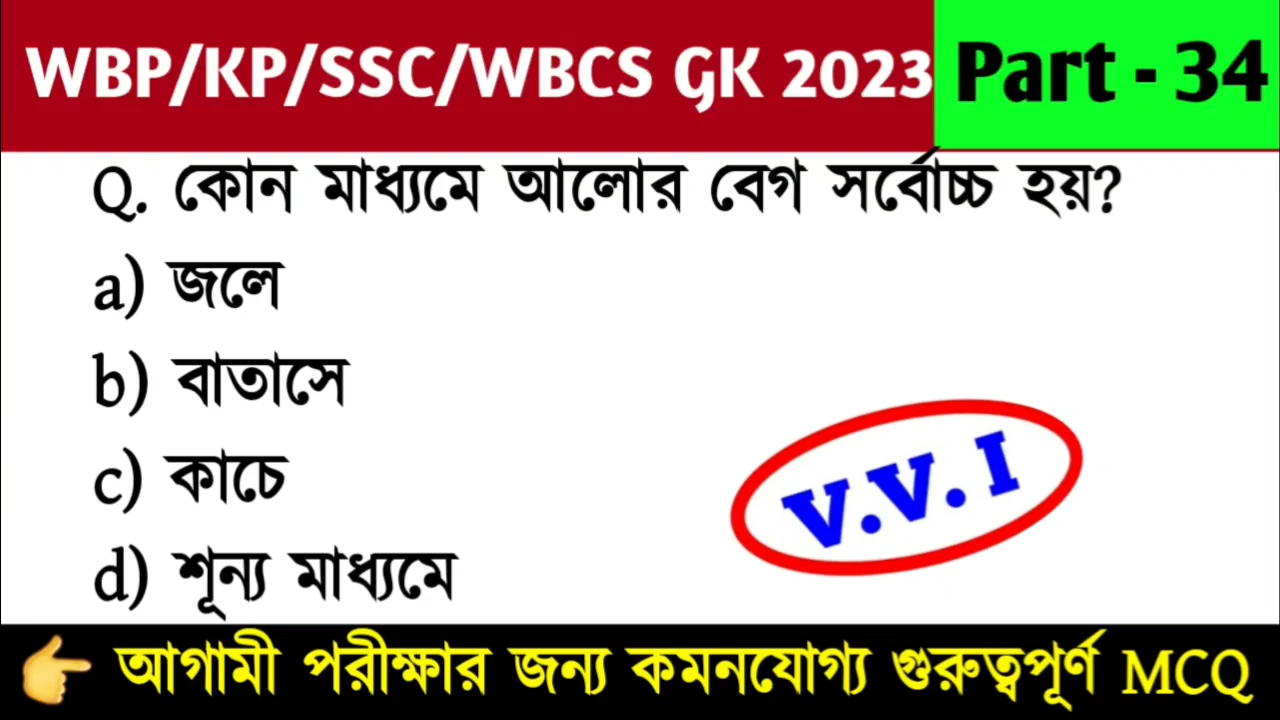 WBP/KP/SSC/WBCS GK 2023 Part - 34
Q. কোন মাধ্যমে আলোর বেগ সর্বোচ্চ হয়?
a) জলে
b) বাতাসে
c) কাচে
d) শূন্য মাধ্যমে
V.V.I
👉 আগামী পরীক্ষার জন্য কমনযোগ্য গুরুত্বপূর্ণ MCQ